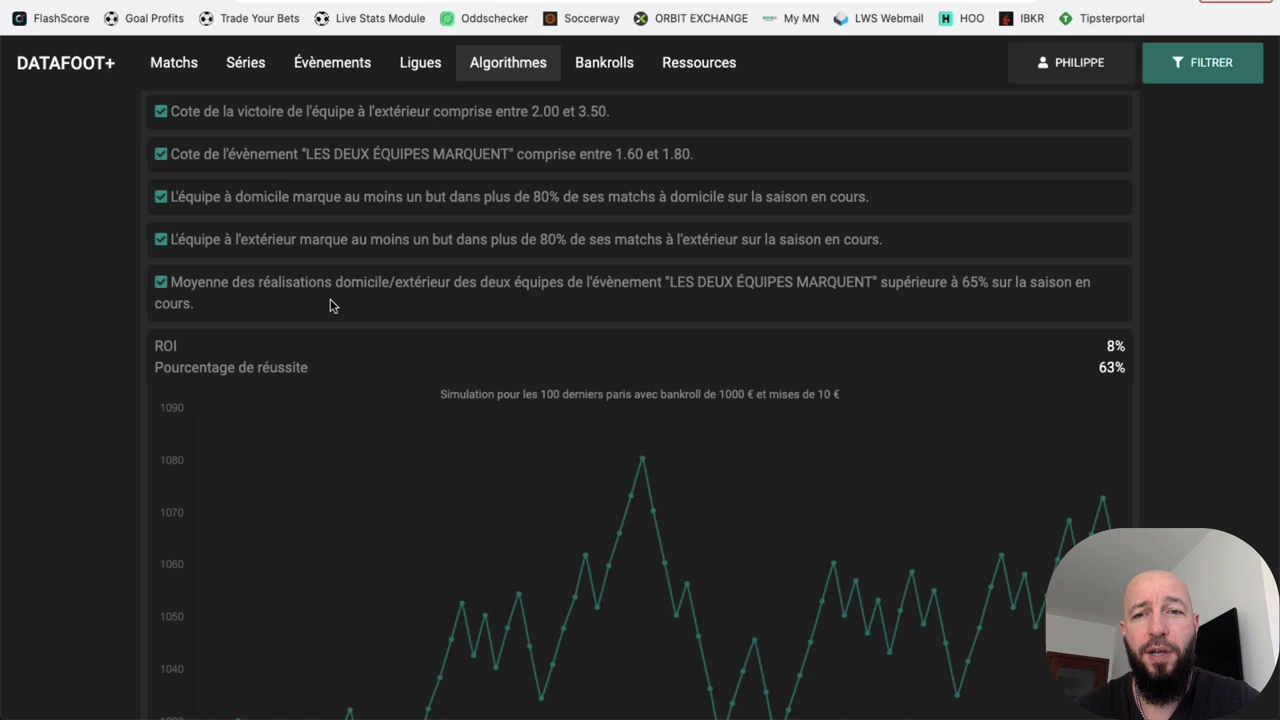 FlashScore Goal Profits Trade Your Bets Live Stats Module Oddschecker Soccerway ORBIT EXCHANGE My MN LWS Webmail H HOO IBKR Tipsterportal
DATAFOOT+ Matchs Séries Évènements Ligues Algorithmes Bankrolls Ressources PHILIPPE FILTRER
Cote de la victoire de l'équipe à l'extérieur comprise entre 2.00 et 3.50.
Cote de l'évènement "LES DEUX ÉQUIPES MARQUENT" comprise entre 1.60 et 1.80.
L'équipe à domicile marque au moins un but dans plus de 80% de ses matchs à domicile sur la saison en cours.
L'équipe à l'extérieur marque au moins un but dans plus de 80% de ses matchs à l'extérieur sur la saison en cours.
Moyenne des réalisations domicile/extérieur des deux équipes de l'évènement "LES DEUX ÉQUIPES MARQUENT" supérieure à 65% sur la saison en
cours.
ROI 8%
Pourcentage de réussite 63%
Simulation pour les 100 derniers paris avec bankroll de 1000 € et mises de 10 €
1090
1080
1070
1060
1050
1040